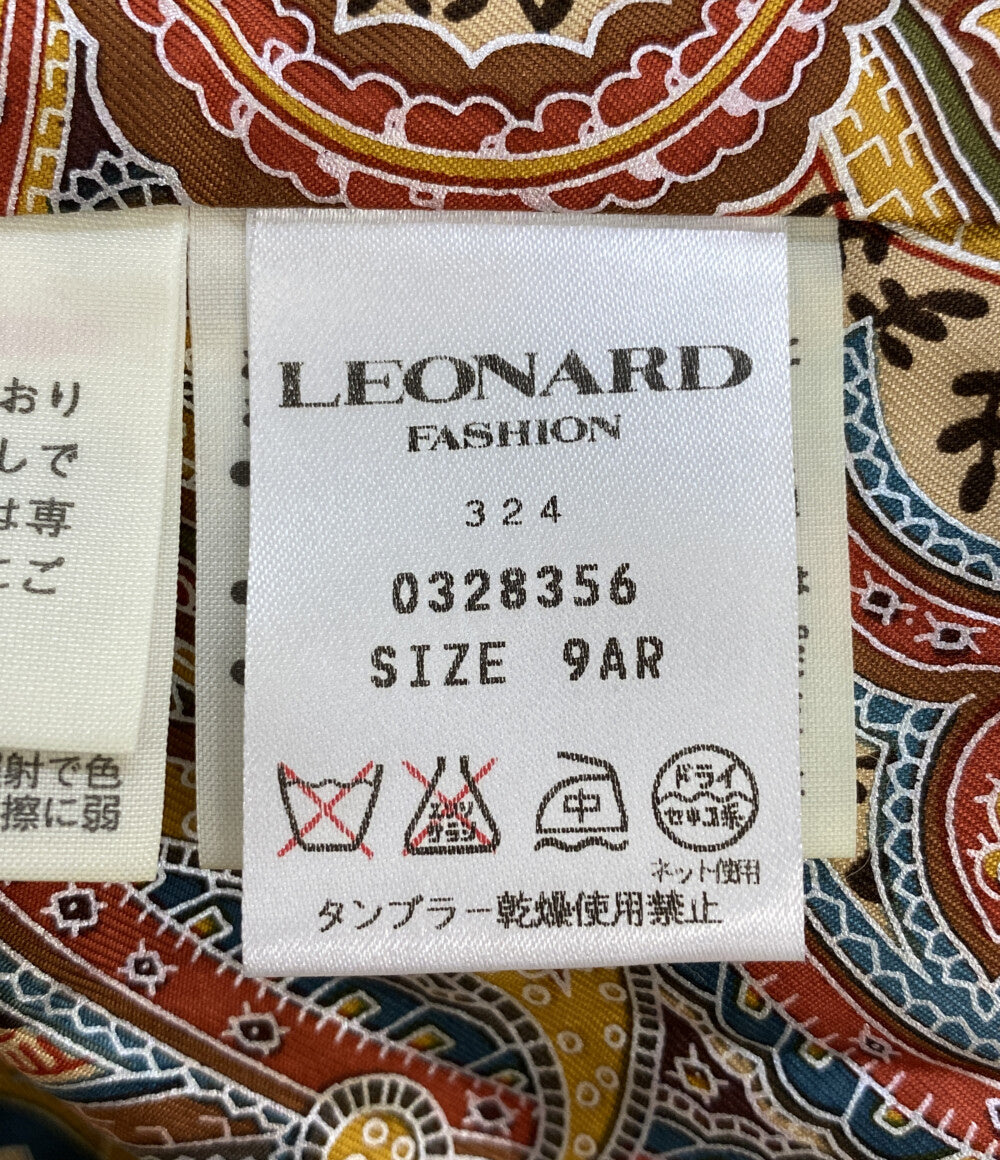 LEONARD
FASHION
324
0328356
SIZE 9AR
中
ドライ
セキユ系
ネット使用
タンブラー乾燥使用禁止
おり
しで
は専
にご
射で色
擦に弱